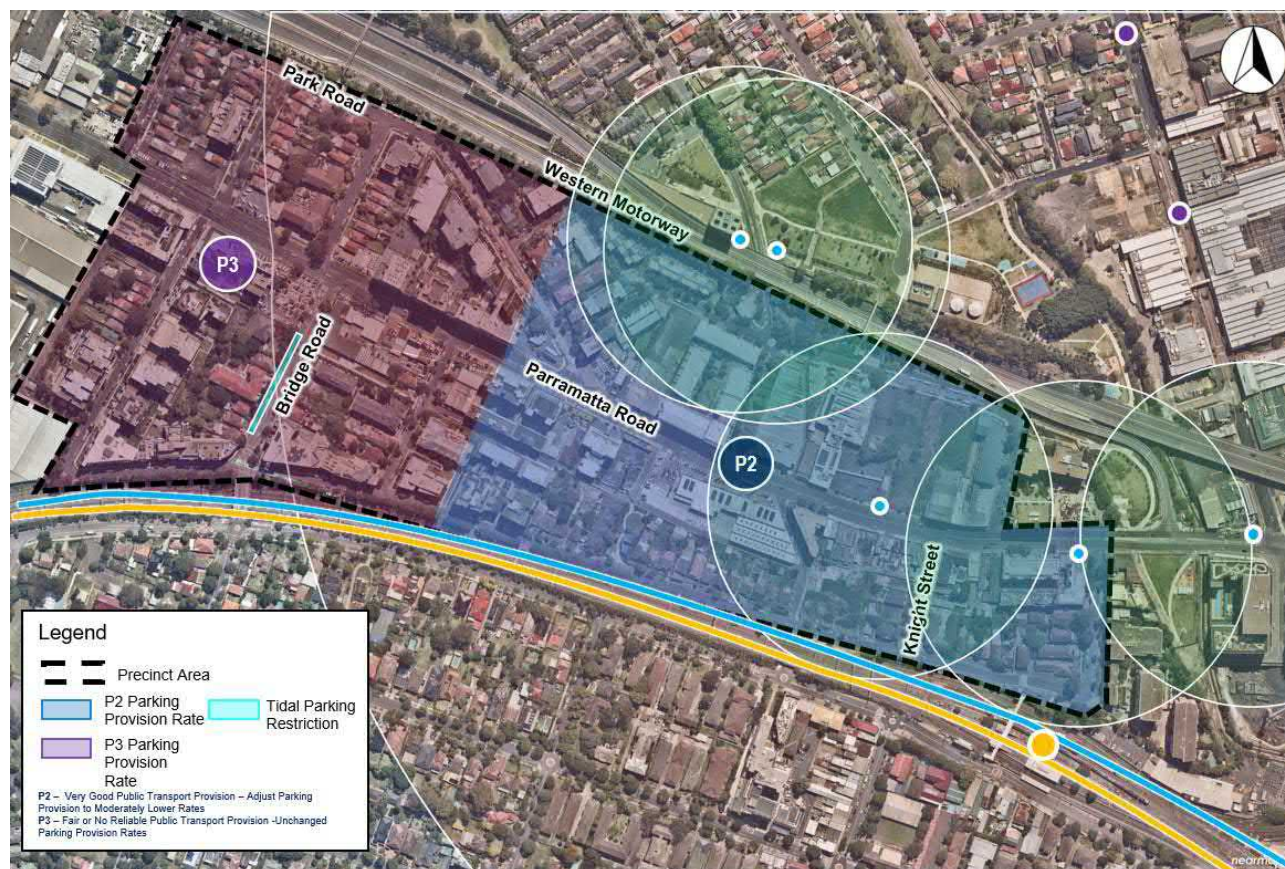 Park Road
Western Motorway
P3
Bridge Road
Parramatta Road
P2
Knight Street
Legend
Precinct Area
P2 Parking
Provision Rate
Tidal Parking
Restriction
P3 Parking
Provision
Rate
P2 – Very Good Public Transport Provision – Adjust Parking
Provision to Moderately Lower Rates
P3 – Fair or No Reliable Public Transport Provision -Unchanged
Parking Provision Rates